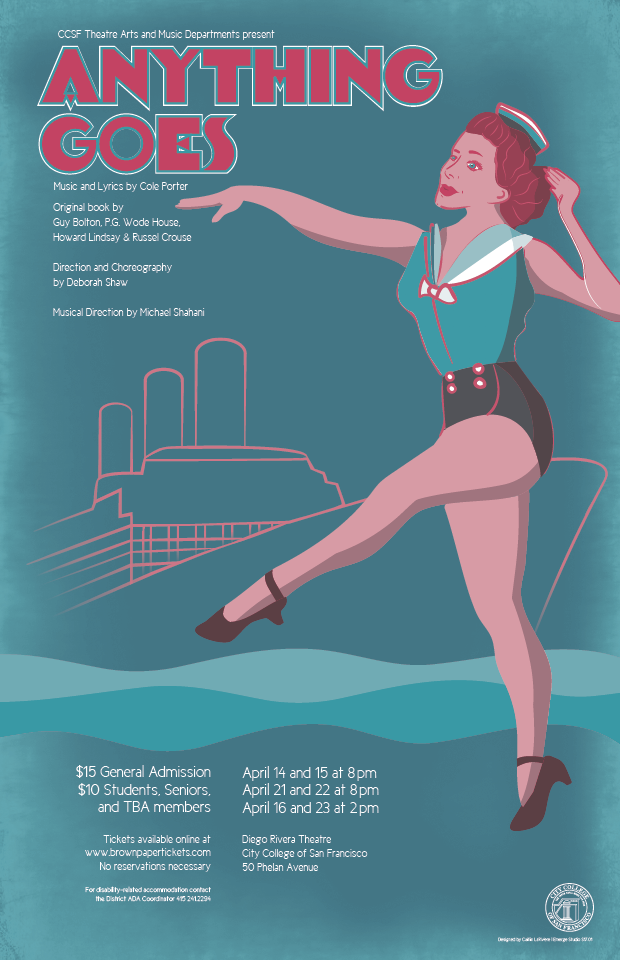 CCSF Theatre Arts and Music Departments present
ANYTHING
GOES
Music and Lyrics by Cole Porter
Original book by
Guy Bolton, P.G. Wode House,
Howard Lindsay & Russel Crouse
Direction and Choreography
by Deborah Shaw
Musical Direction by Michael Shahani
$15 General Admission
$10 Students, Seniors,
and TBA members
April 14 and 15 at 8pm
April 21 and 22 at 8pm
April 16 and 23 at 2pm
Tickets available online at
www.brownpapertickets.com
No reservations necessary
Diego Rivera Theatre
City College of San Francisco
50 Phelan Avenue
For disability-related accommodation contact
the District ADA Coordinator 415 241.2294
CITY COLLEGE
OF SAN FRANCISCO